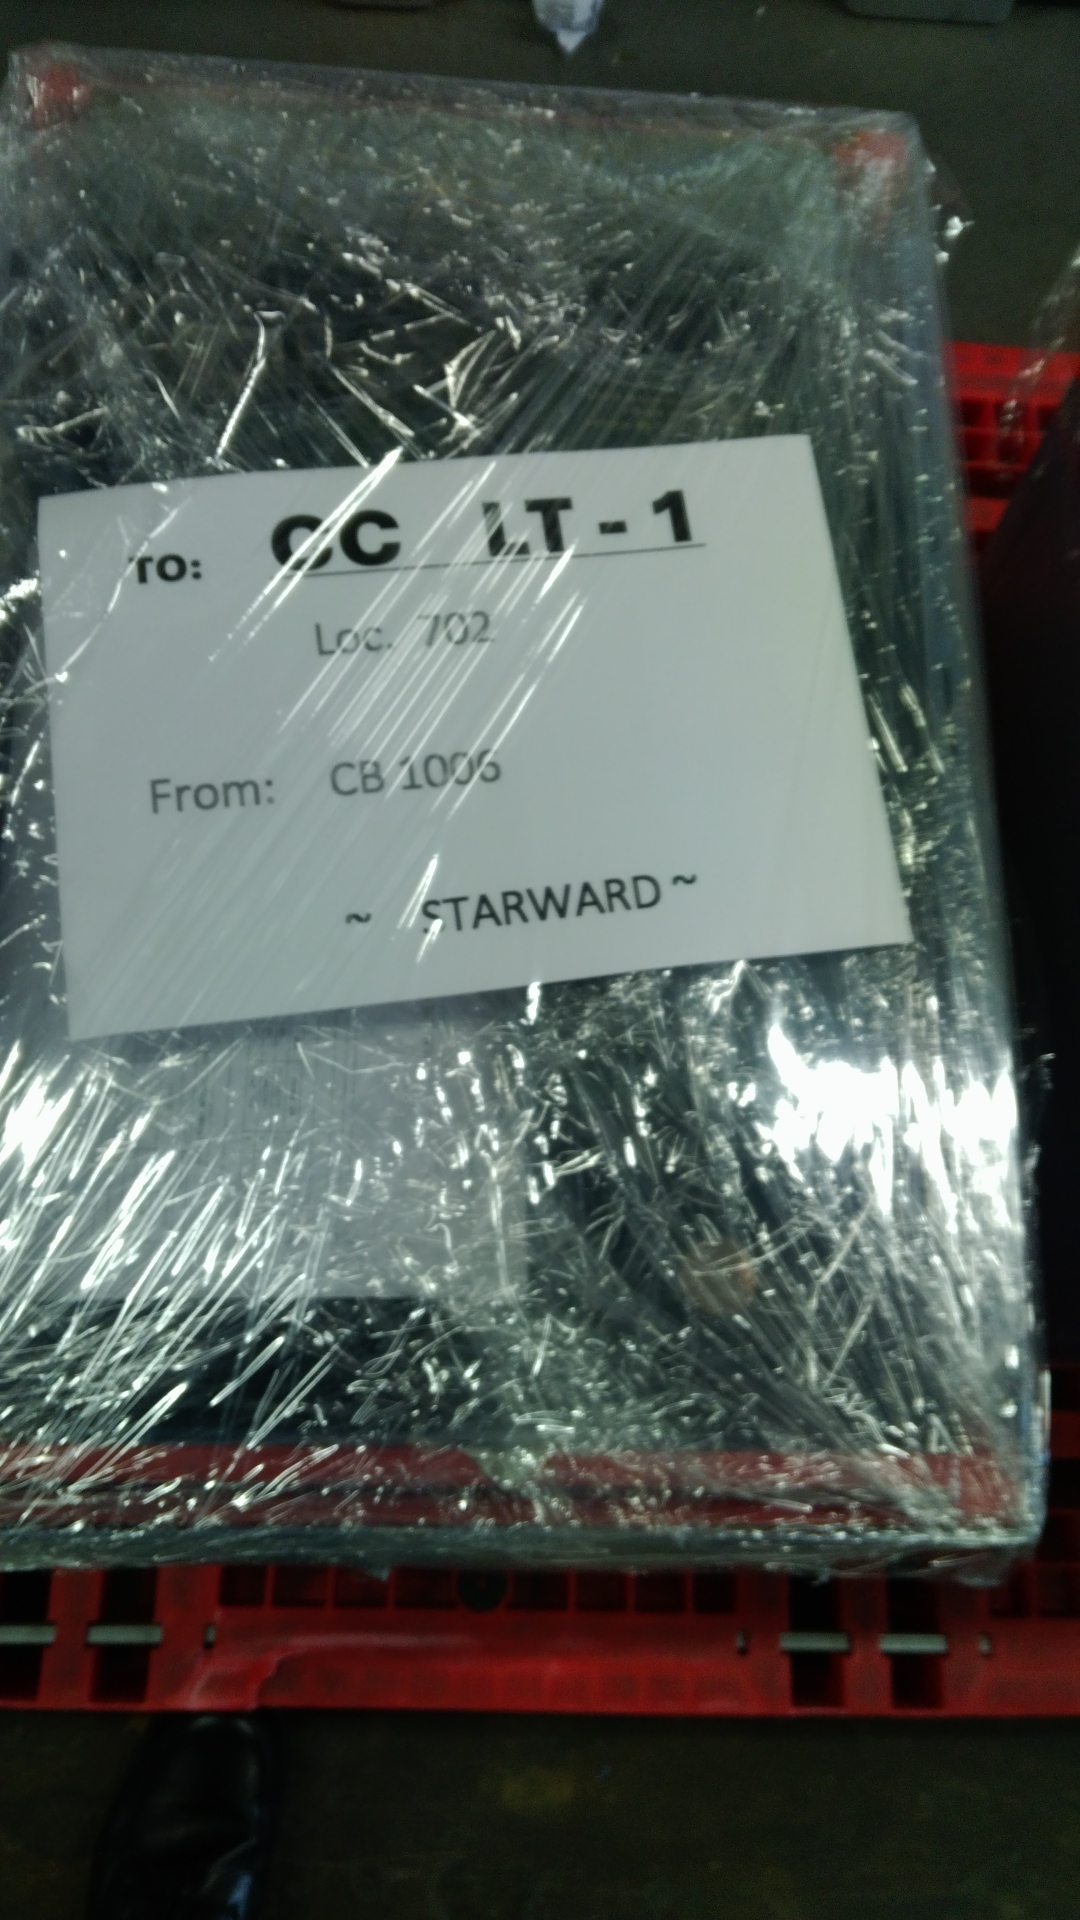 TO: CC LT - 1
Loc. 702
From: CB 1006
~ STARWARD ~